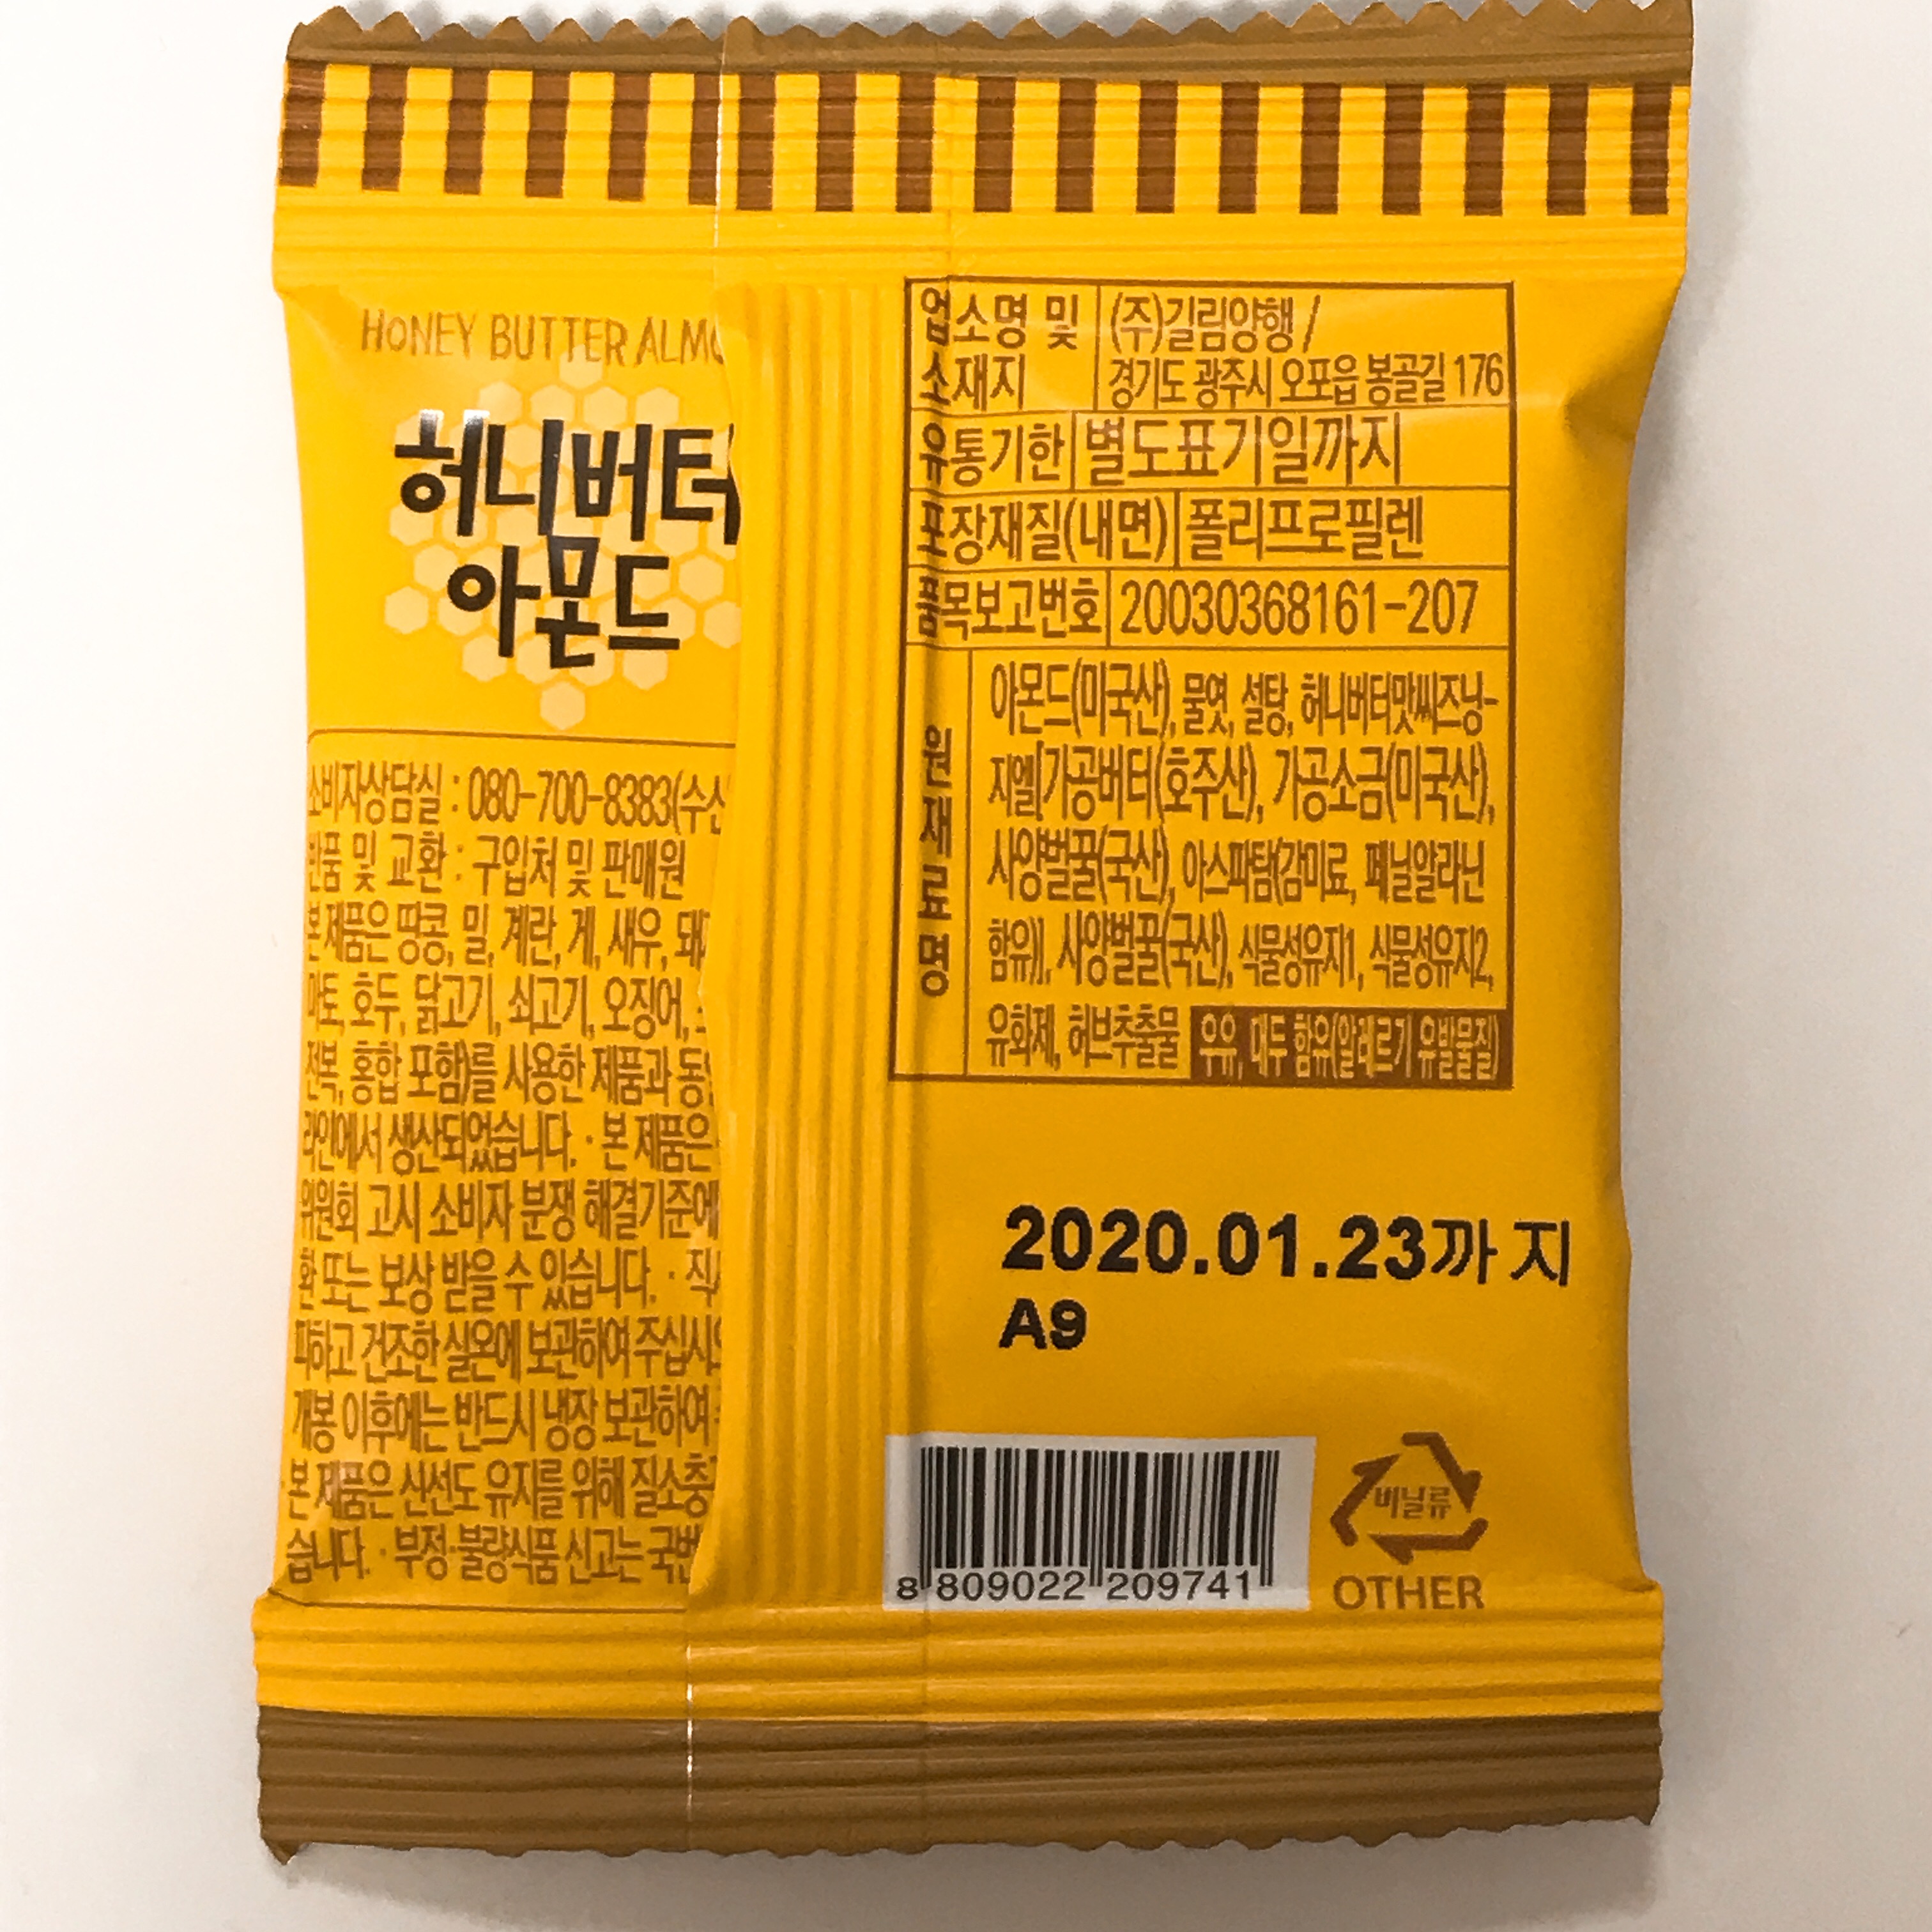 HONEY BUTTER ALMO
허니버터
아몬드
소비자상담실 : 080-700-8383(수신
반품 및 교환 : 구입처 및 판매원
본 제품은 땅콩, 밀, 계란, 게, 새우, 돼지
마토, 호두, 닭고기, 쇠고기, 오징어,
전복, 홍합 포함)를 사용한 제품과 동일
라인에서 생산되었습니다. · 본 제품은
위원회 고시 소비자 분쟁 해결기준에
환 또는 보상 받을 수 있습니다. · 직사
피하고 건조한 실온에 보관하여 주십시오
개봉 이후에는 반드시 냉장 보관하여
본 제품은 신선도 유지를 위해 질소충
습니다. · 부정·불량식품 신고는 국번
업소명 및 (주)길림양행 /
소재지 경기도 광주시 오포읍 봉골길 176
유통기한 별도표기일까지
포장재질(내면) 폴리프로필렌
품목보고번호 20030368161-207
원재료명
아몬드(미국산), 물엿, 설탕, 허니버터맛씨즈닝-
지엘[가공버터(호주산), 가공소금(미국산),
사양벌꿀(국산), 아스파탐(감미료, 페닐알라닌
함유)], 사양벌꿀(국산), 식물성유지1, 식물성유지2,
유화제, 허브추출물 우유, 대두 함유(알레르기 유발물질)
2020.01.23까지
A9
8 809022 209741
비닐류
OTHER